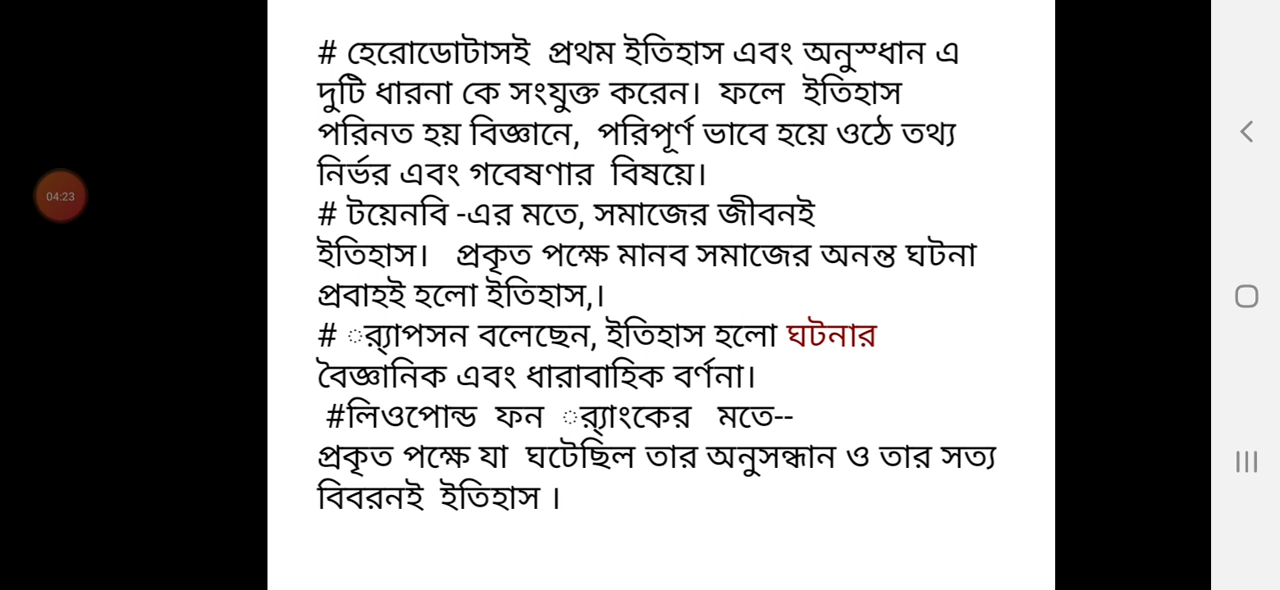 # হেরোডোটাসই প্রথম ইতিহাস এবং অনুস্ধান এ
দুটি ধারনা কে সংযুক্ত করেন। ফলে ইতিহাস
পরিনত হয় বিজ্ঞানে, পরিপূর্ণ ভাবে হয়ে ওঠে তথ্য
নির্ভর এবং গবেষণার বিষয়ে।
# টয়েনবি -এর মতে, সমাজের জীবনই
ইতিহাস। প্রকৃত পক্ষে মানব সমাজের অনন্ত ঘটনা
প্রবাহই হলো ইতিহাস,।
# র্্যাপসন বলেছেন, ইতিহাস হলো ঘটনার
বৈজ্ঞানিক এবং ধারাবাহিক বর্ণনা।
#লিওপোল্ড ফন র্্যাংকের মতে--
প্রকৃত পক্ষে যা ঘটেছিল তার অনুসন্ধান ও তার সত্য
বিবরনই ইতিহাস ।
04:23